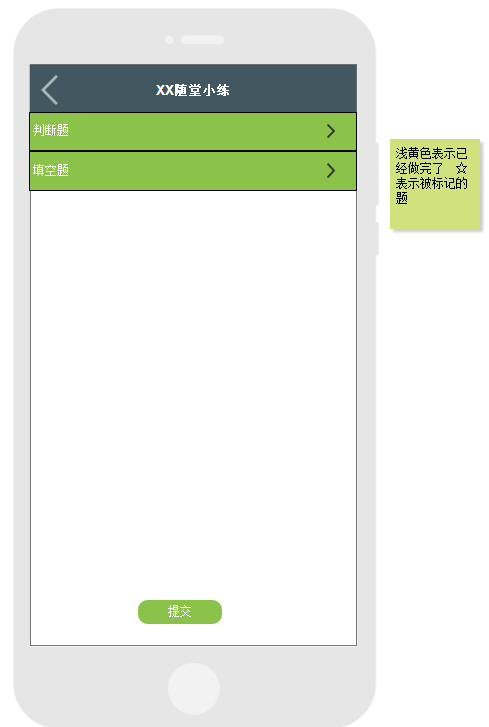 XX随堂小练
判断题
填空题
浅黄色表示已
经做完了 ☆
表示被标记的
题
提交